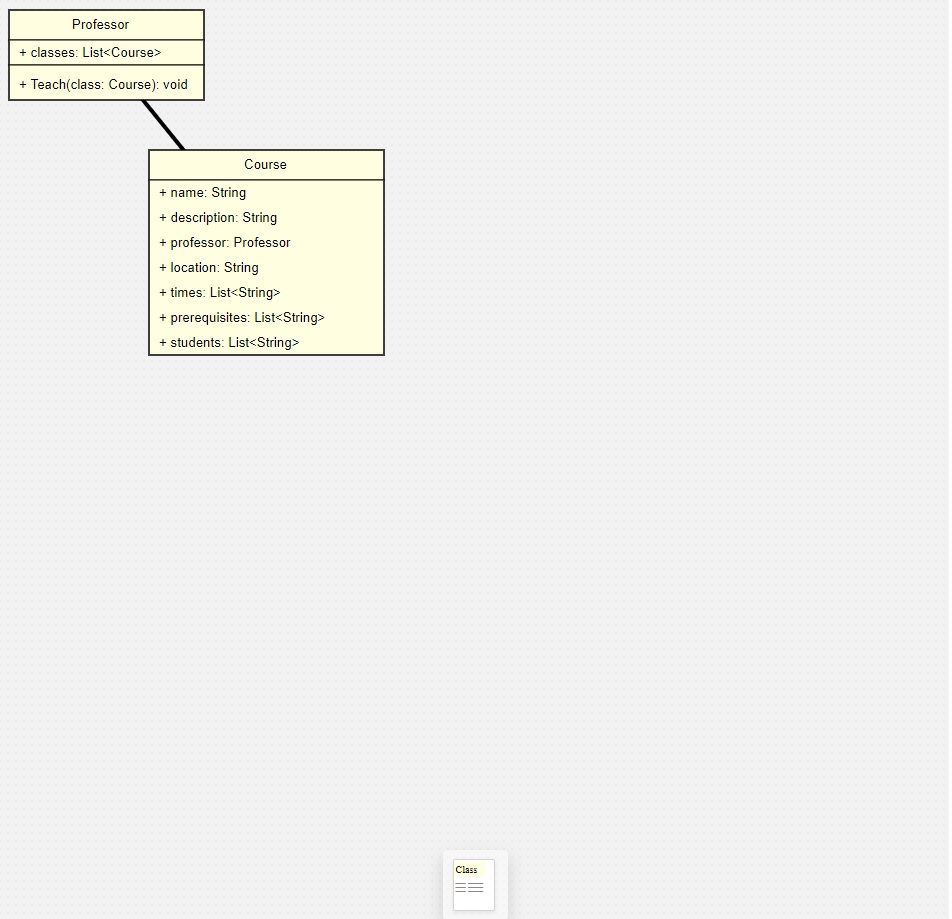 Professor
+ classes: List<Course>
+ Teach(class: Course): void
Course
+ name: String
+ description: String
+ professor: Professor
+ location: String
+ times: List<String>
+ prerequisites: List<String>
+ students: List<String>
Class